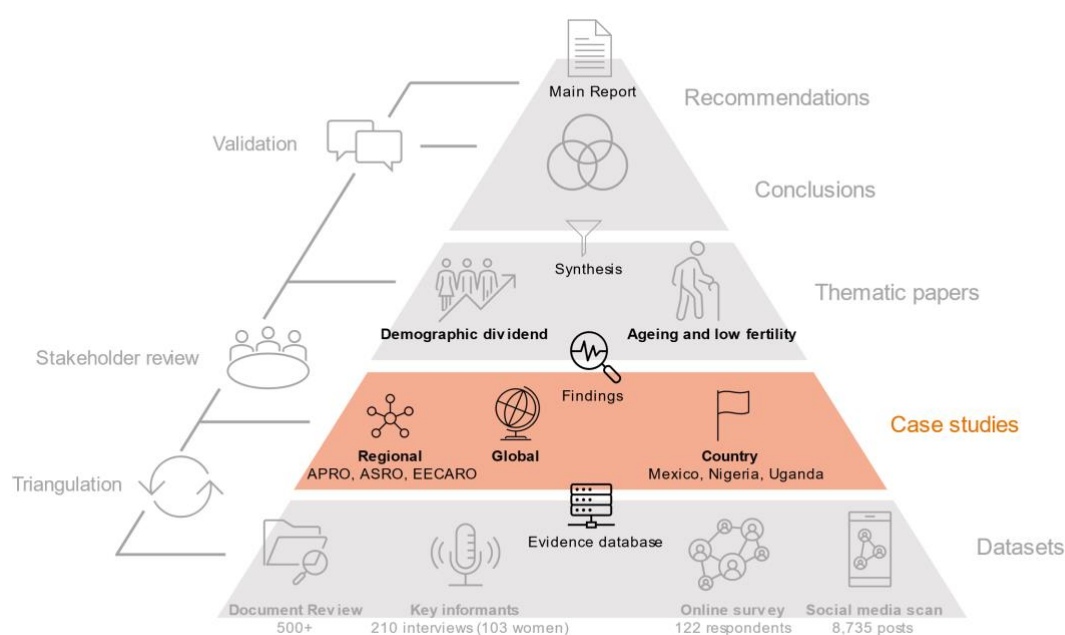 Main Report
Recommendations
Validation
Conclusions
Synthesis
Thematic papers
Demographic dividend
Ageing and low fertility
Stakeholder review
Findings
Case studies
Regional
APRO, ASRO, EECARO
Global
Country
Mexico, Nigeria, Uganda
Triangulation
Evidence database
Datasets
Document Review
500+
Key informants
210 interviews (103 women)
Online survey
122 respondents
Social media scan
8,735 posts